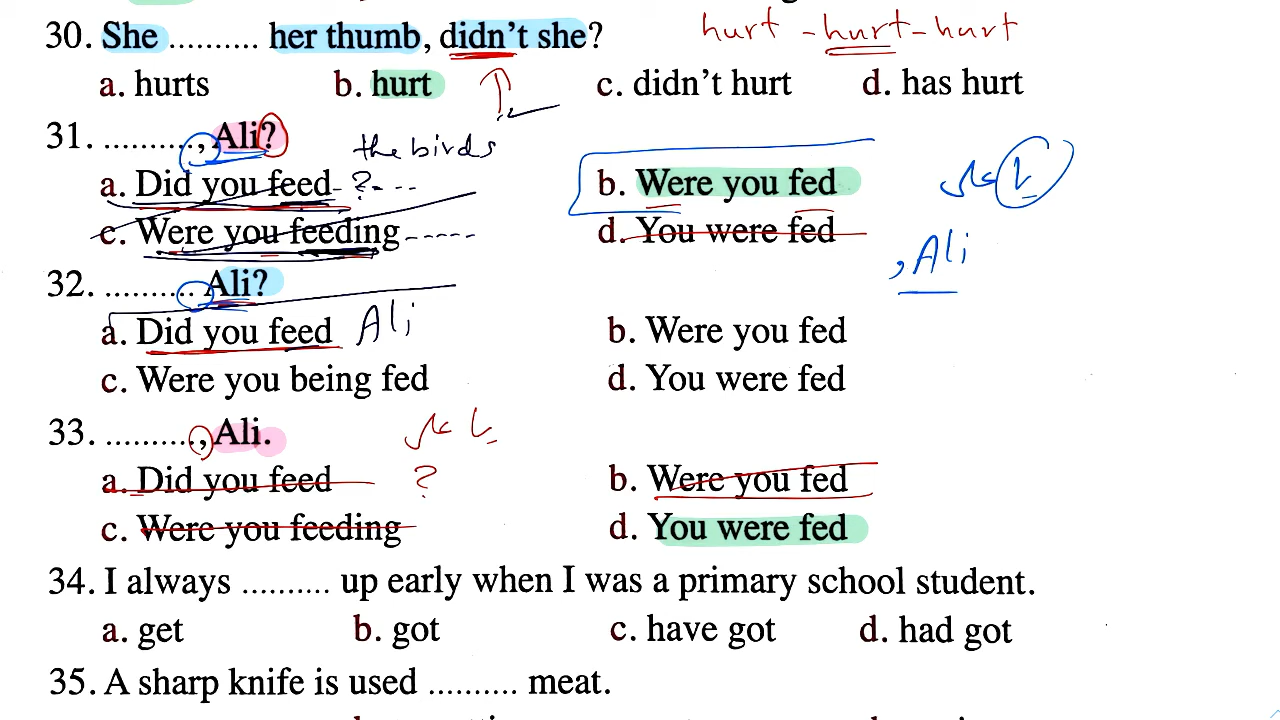 30. She .......... her thumb, didn't she? hurt - hurt - hurt
a. hurts b. hurt c. didn't hurt d. has hurt
31. .........., Ali?
the birds
a. Did you feed ? b. Were you fed
c. Were you feeding d. You were fed
, Ali
32. .......... Ali?
a. Did you feed Ali b. Were you fed
c. Were you being fed d. You were fed
33. .........., Ali.
a. Did you feed ? b. Were you fed
c. Were you feeding d. You were fed
34. I always .......... up early when I was a primary school student.
a. get b. got c. have got d. had got
35. A sharp knife is used .......... meat.